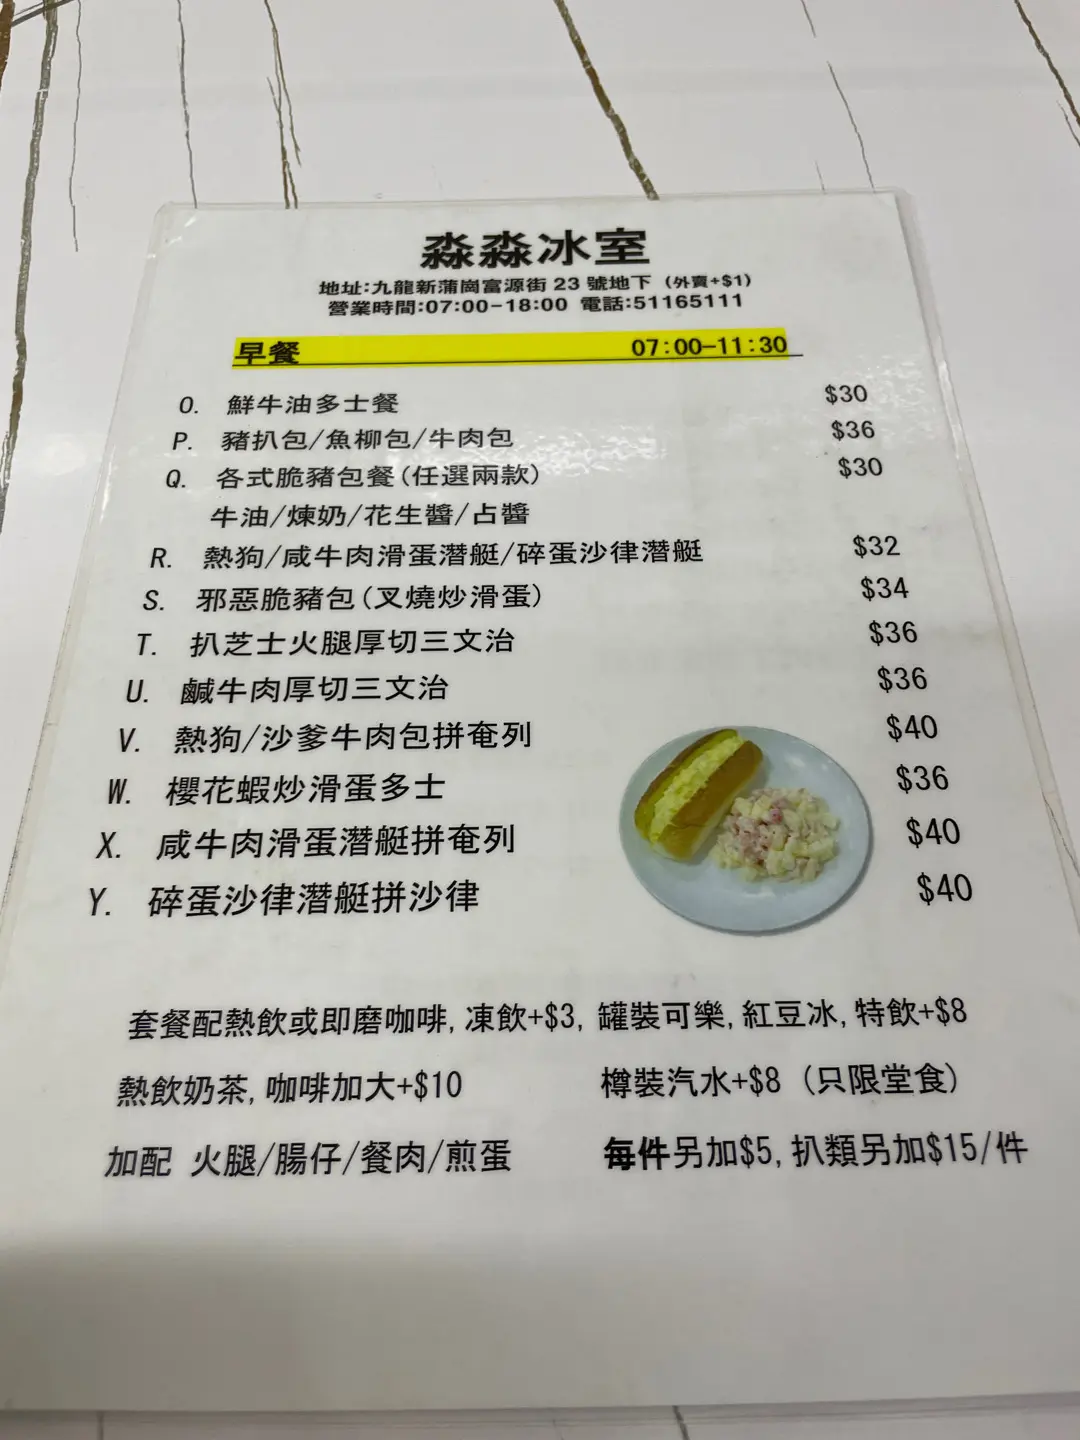 淼淼冰室
地址:九龍新蒲崗富源街 23 號地下 (外賣+$1)
營業時間:07:00-18:00 電話:51165111
早餐 07:00-11:30
O. 鮮牛油多士餐 $30
P. 豬扒包/魚柳包/牛肉包 $36
Q. 各式脆豬包餐(任選兩款) $30
牛油/煉奶/花生醬/占醬
R. 熱狗/咸牛肉滑蛋潛艇/碎蛋沙律潛艇 $32
S. 邪惡脆豬包(叉燒炒滑蛋) $34
T. 扒芝士火腿厚切三文治 $36
U. 鹹牛肉厚切三文治 $36
V. 熱狗/沙爹牛肉包拼奄列 $40
W. 櫻花蝦炒滑蛋多士 $36
X. 咸牛肉滑蛋潛艇拼奄列 $40
Y. 碎蛋沙律潛艇拼沙律 $40
套餐配熱飲或即磨咖啡, 凍飲+$3, 罐裝可樂, 紅豆冰, 特飲+$8
熱飲奶茶, 咖啡加大+$10 樽裝汽水+$8 (只限堂食)
加配 火腿/腸仔/餐肉/煎蛋 每件另加$5, 扒類另加$15/件